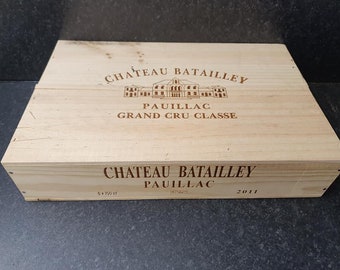 CHATEAU BATAILLEY
PAUILLAC
GRAND CRU CLASSE
CHATEAU BATAILLEY
PAUILLAC
2011